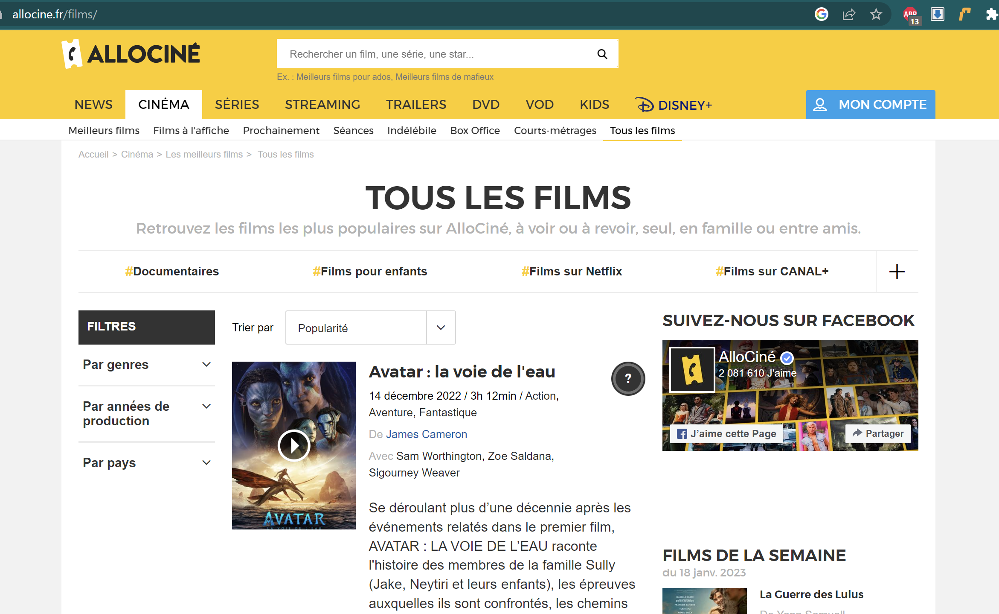 allocine.fr/films/
ABP
13
ALLOCINÉ
Rechercher un film, une série, une star...
Ex. : Meilleurs films pour ados, Meilleurs films de mafieux
NEWS CINÉMA SÉRIES STREAMING TRAILERS DVD VOD KIDS DISNEY+ MON COMPTE
Meilleurs films Films à l'affiche Prochainement Séances Indélébile Box Office Courts-métrages Tous les films
Accueil > Cinéma > Les meilleurs films > Tous les films
TOUS LES FILMS
Retrouvez les films les plus populaires sur AlloCiné, à voir ou à revoir, seul, en famille ou entre amis.
#Documentaires #Films pour enfants #Films sur Netflix #Films sur CANAL+ +
FILTRES
Par genres
Par années de
production
Par pays
Trier par Popularité
AVATAR
LA VOIE DE L'EAU
Avatar : la voie de l'eau
?
14 décembre 2022 / 3h 12min / Action,
Aventure, Fantastique
De James Cameron
Avec Sam Worthington, Zoe Saldana,
Sigourney Weaver
Se déroulant plus d’une décennie après les
événements relatés dans le premier film,
AVATAR : LA VOIE DE L’EAU raconte
l'histoire des membres de la famille Sully
(Jake, Neytiri et leurs enfants), les épreuves
auxquelles ils sont confrontés, les chemins
SUIVEZ-NOUS SUR FACEBOOK
AlloCiné
2 081 610 J’aime
J’aime cette Page
Partager
FILMS DE LA SEMAINE
du 18 janv. 2023
ISABELLE CARRÉ
DIDIER BOURDON
FRANÇOIS DAMIENS
ALEX LUTZ
AHMED SYLLA
La Guerre des Lulus
De Yann Samuell